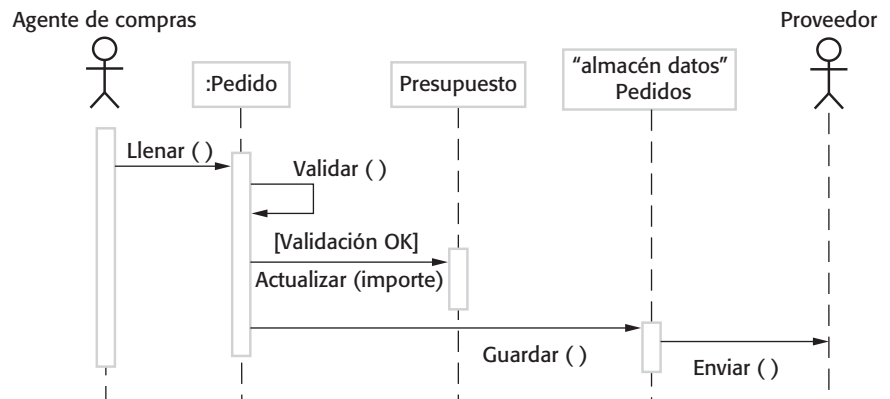 Agente de compras
Proveedor
:Pedido
Presupuesto
“almacén datos”
Pedidos
Llenar ( )
Validar ( )
[Validación OK]
Actualizar (importe)
Guardar ( )
Enviar ( )